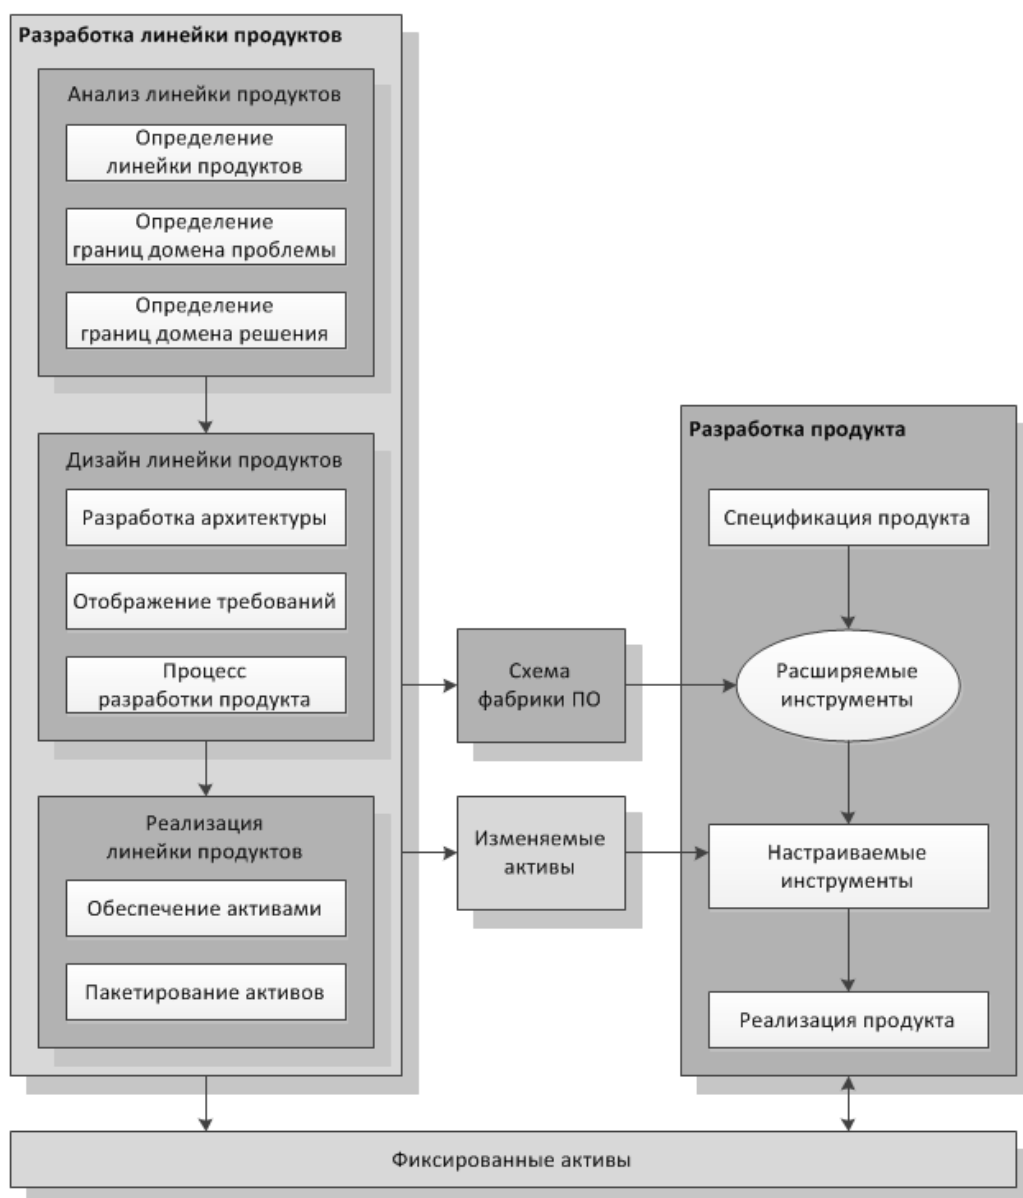 Разработка линейки продуктов
Анализ линейки продуктов
Определение
линейки продуктов
Определение
границ домена проблемы
Определение
границ домена решения
Дизайн линейки продуктов
Разработка архитектуры
Отображение требований
Процесс
разработки продукта
Реализация
линейки продуктов
Обеспечение активами
Пакетирование активов
Схема
фабрики ПО
Изменяемые
активы
Разработка продукта
Спецификация продукта
Расширяемые
инструменты
Настраиваемые
инструменты
Реализация продукта
Фиксированные активы